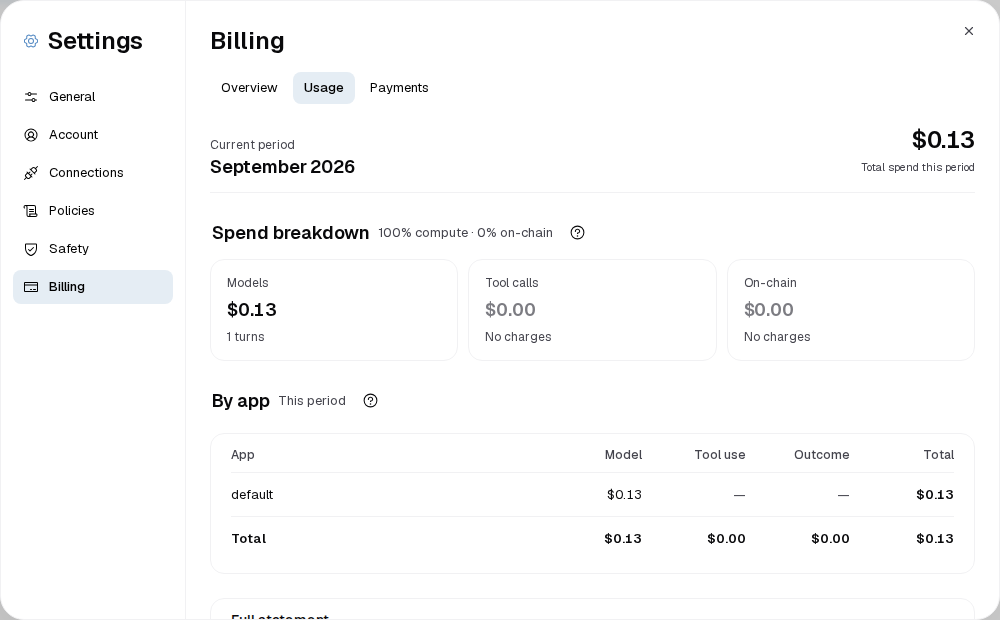 Settings
General
Account
Connections
Policies
Safety
Billing
Billing
Overview
Usage
Payments
Current period
September 2026
$0.13
Total spend this period
Spend breakdown 100% compute · 0% on-chain
Models
$0.13
1 turns
Tool calls
$0.00
No charges
On-chain
$0.00
No charges
By app This period
App Model Tool use Outcome Total
default $0.13 — — $0.13
Total $0.13 $0.00 $0.00 $0.13
Full statement